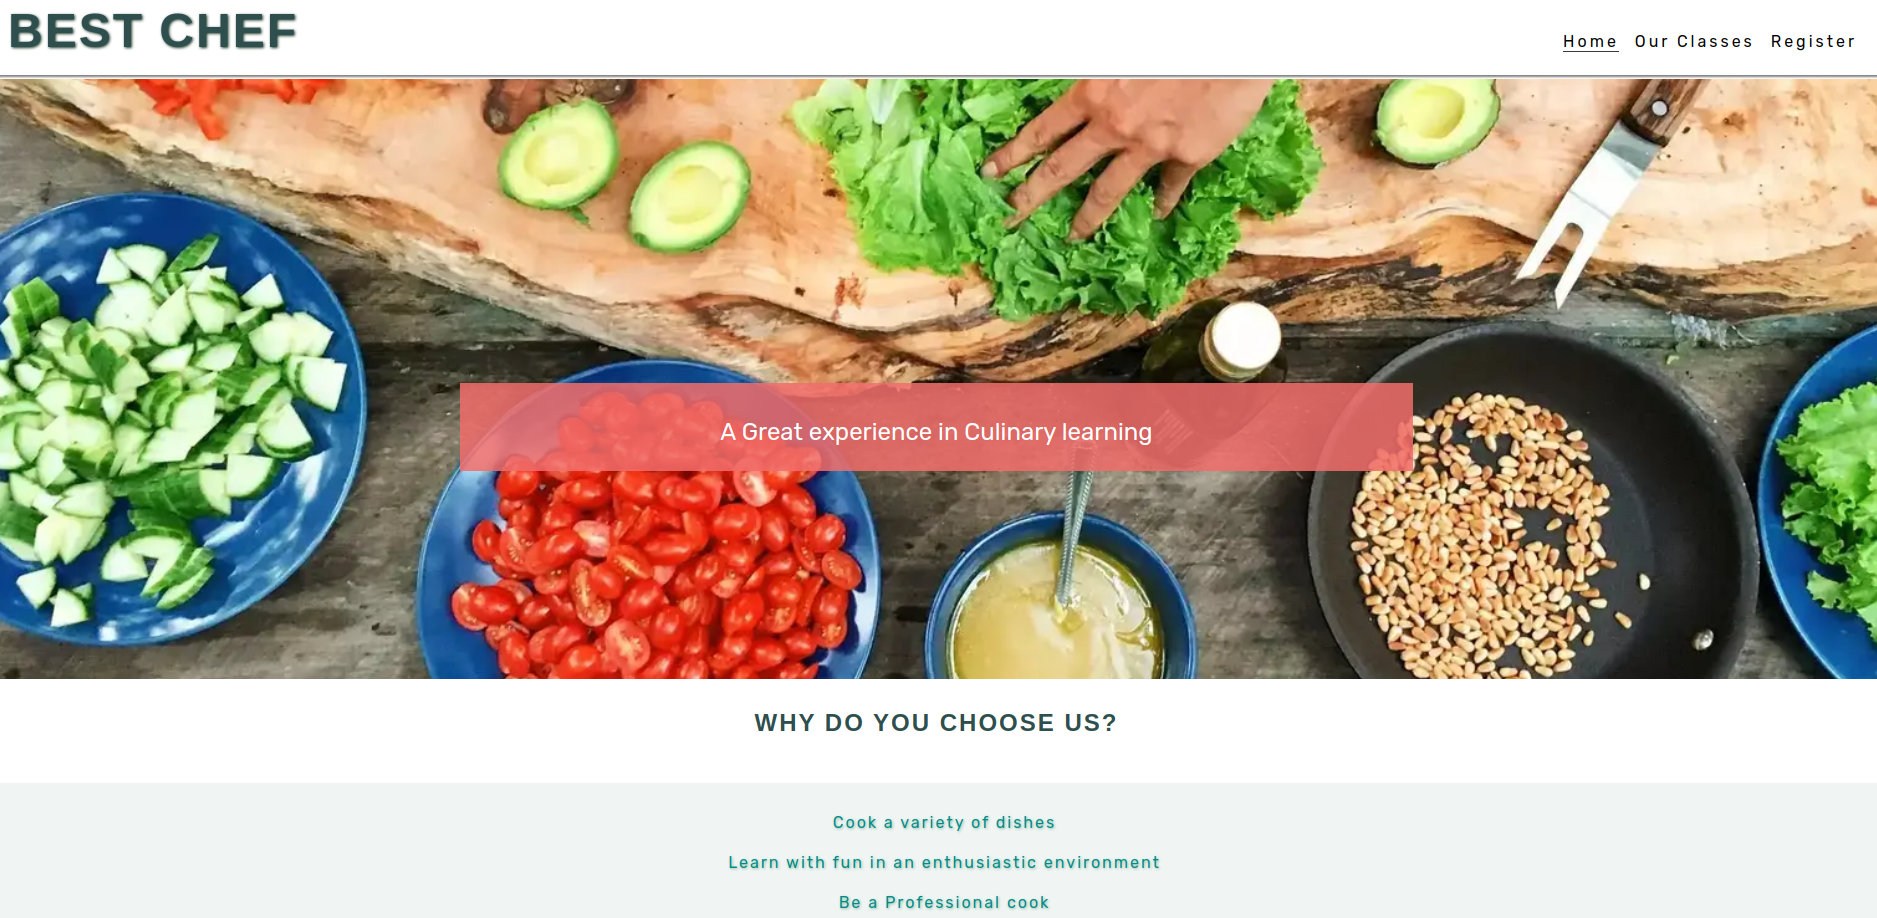 BEST CHEF
Home Our Classes Register
A Great experience in Culinary learning
WHY DO YOU CHOOSE US?
Cook a variety of dishes
Learn with fun in an enthusiastic environment
Be a Professional cook